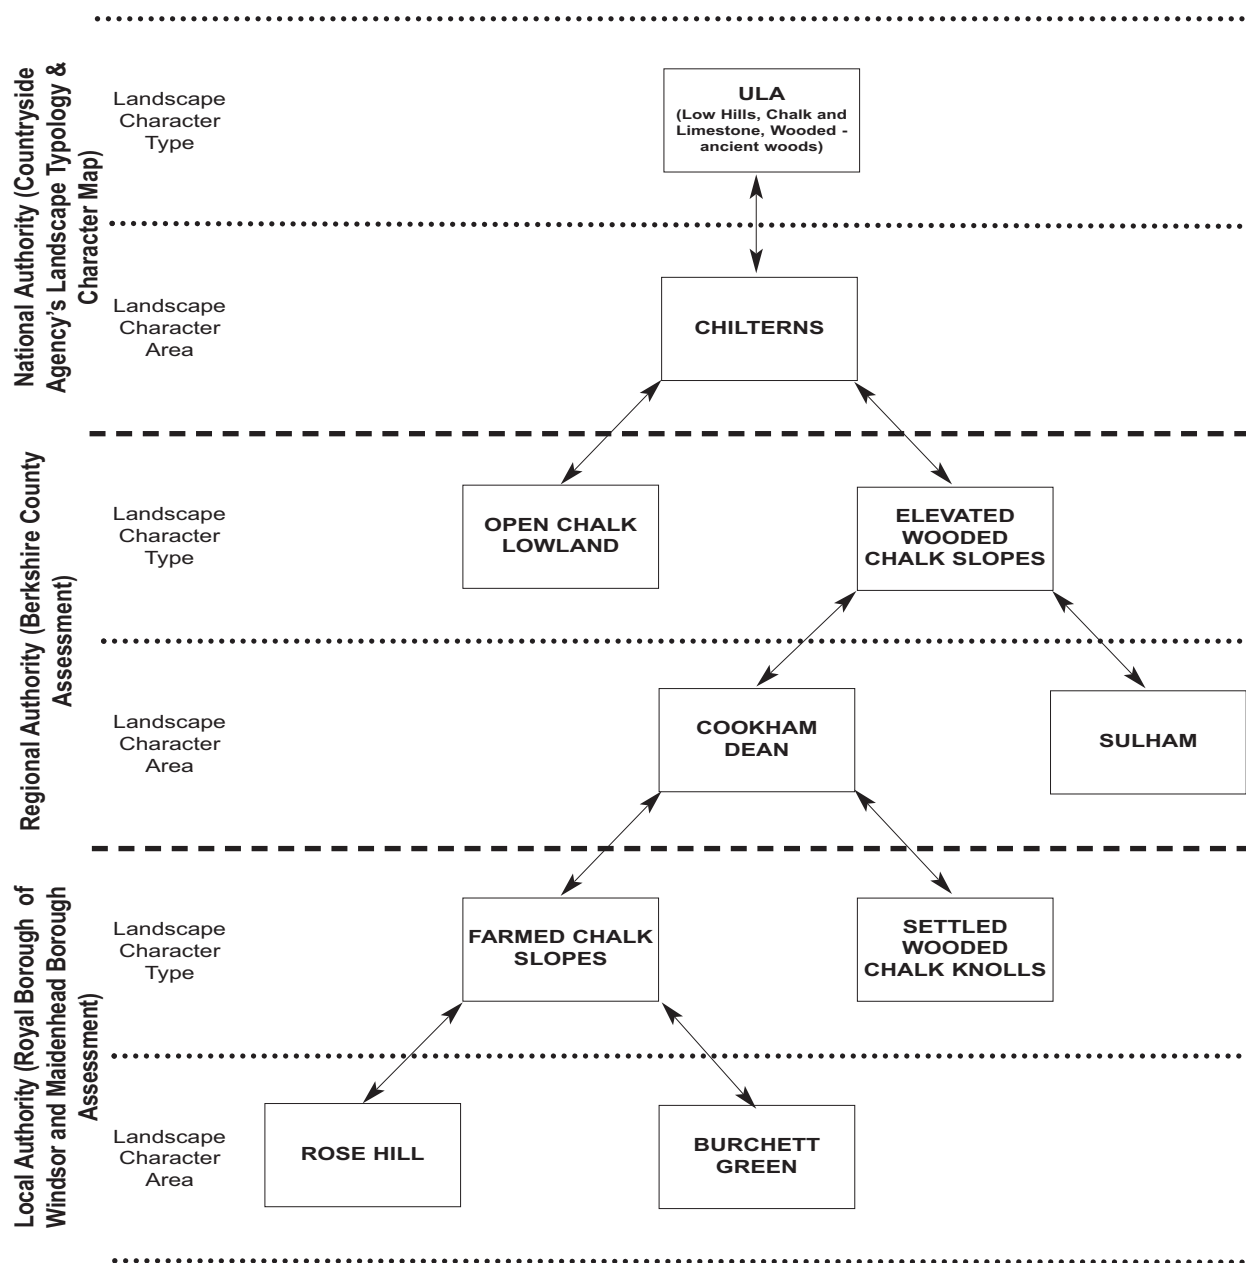 National Authority (Countryside
Agency's Landscape Typology &
Character Map)
Landscape
Character
Type
ULA
(Low Hills, Chalk and
Limestone, Wooded -
ancient woods)
Landscape
Character
Area
CHILTERNS
Regional Authority (Berkshire County
Assessment)
Landscape
Character
Type
OPEN CHALK
LOWLAND
ELEVATED
WOODED
CHALK SLOPES
Landscape
Character
Area
COOKHAM
DEAN
SULHAM
Local Authority (Royal Borough of
Windsor and Maidenhead Borough
Assessment)
Landscape
Character
Type
FARMED CHALK
SLOPES
SETTLED
WOODED
CHALK KNOLLS
Landscape
Character
Area
ROSE HILL
BURCHETT
GREEN